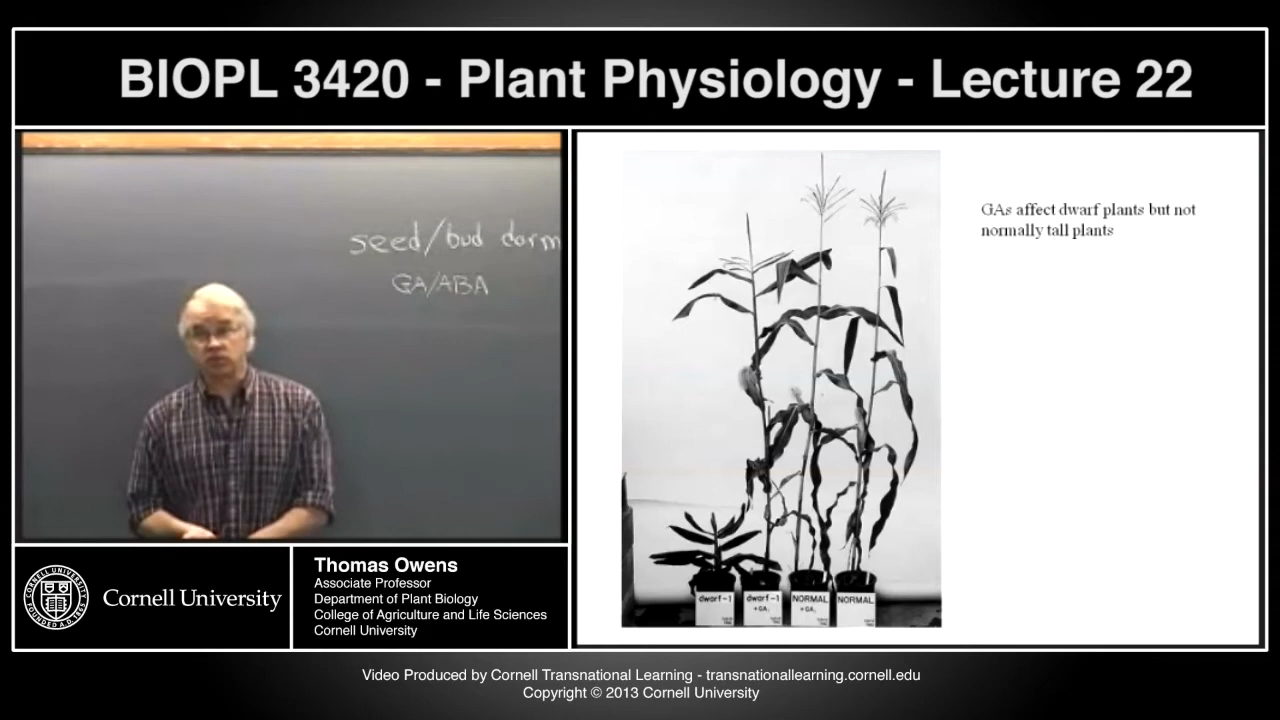 BIOPL 3420 - Plant Physiology - Lecture 22
seed/bud dorm
GA/ABA
GAs affect dwarf plants but not
normally tall plants
dwarf-1
dwarf-1
+GA,
NORMAL
+GA,
NORMAL
Cornell University
Thomas Owens
Associate Professor
Department of Plant Biology
College of Agriculture and Life Sciences
Cornell University
Video Produced by Cornell Transnational Learning - transnationallearning.cornell.edu
Copyright © 2013 Cornell University